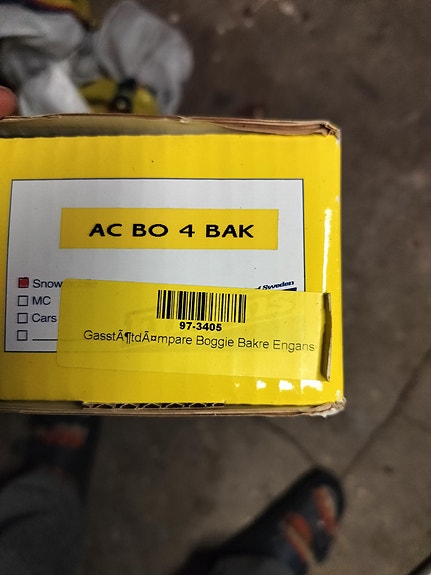 AC BO 4 BAK
Snow
Sweden
MC
Cars
97-3405
GasstÃ¶tdÃ¤mpare Boggie Bakre Engans